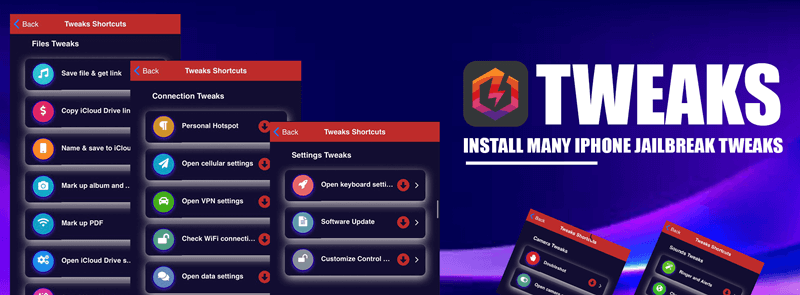 Back Tweaks Shortcuts
Files Tweaks
Save file & get link
Copy iCloud Drive lin
Name & save to iClou
Mark up album and ..
Mark up PDF
Open iCloud Drive s..
Back Tweaks Shortcuts
Connection Tweaks
Personal Hotspot
Open cellular settings
Open VPN settings
Check WiFi connecti...
Open data settings
Back Tweaks Shortcuts
Settings Tweaks
Open keyboard setti...
Software Update
Customize Control ...
TWEAKS
INSTALL MANY IPHONE JAILBREAK TWEAKS
Back Tweaks Shortcuts
Camera Tweaks
Doubleshot
Open camera
Back Tweaks Shortcuts
Sounds Tweaks
Ringer and Alerts